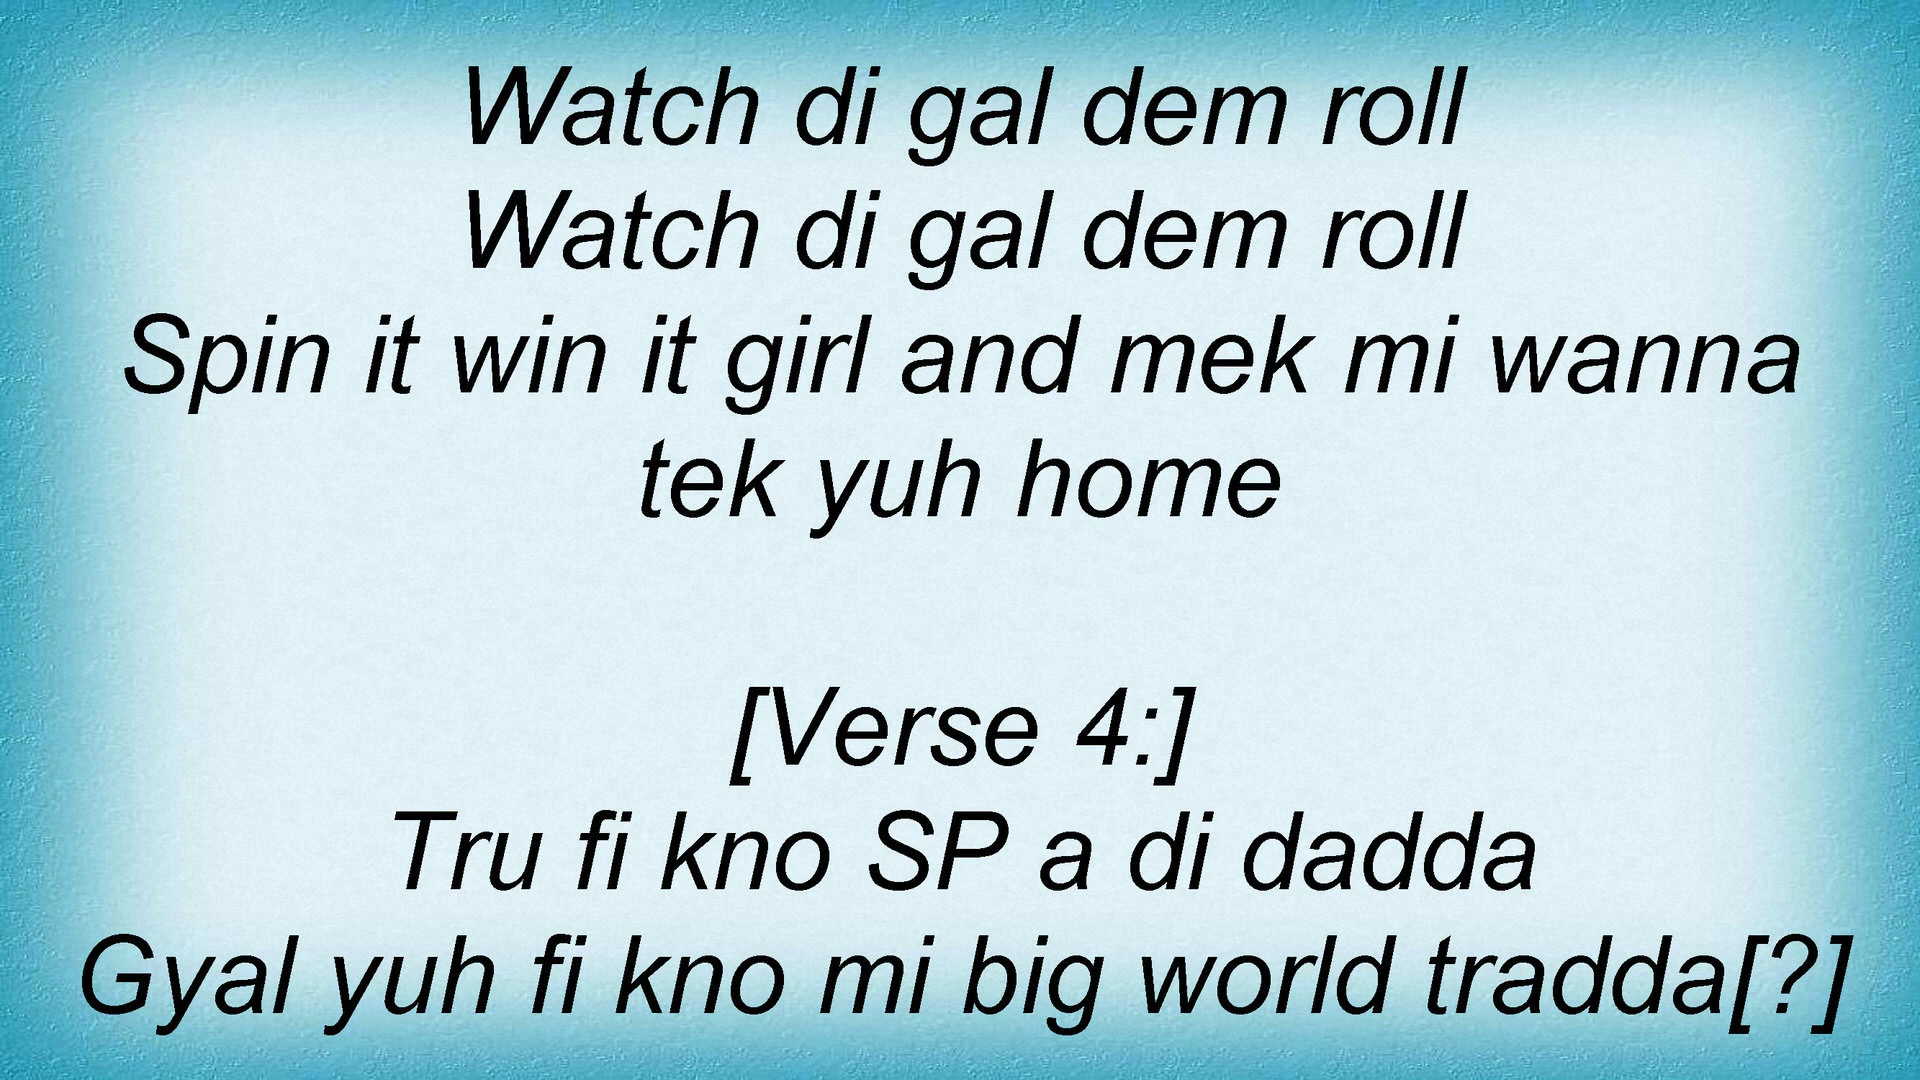 Watch di gal dem roll
Watch di gal dem roll
Spin it win it girl and mek mi wanna
tek yuh home
[Verse 4:]
Tru fi kno SP a di dadda
Gyal yuh fi kno mi big world tradda[?]